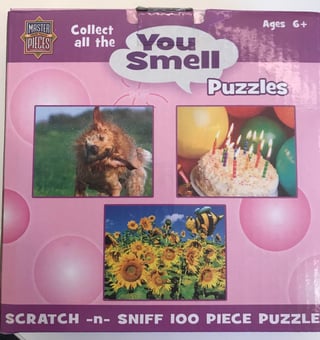 MASTER
PIECES
Collect
all the
You
Smell
Puzzles
Ages 6+
SCRATCH -n- SNIFF 100 PIECE PUZZLE